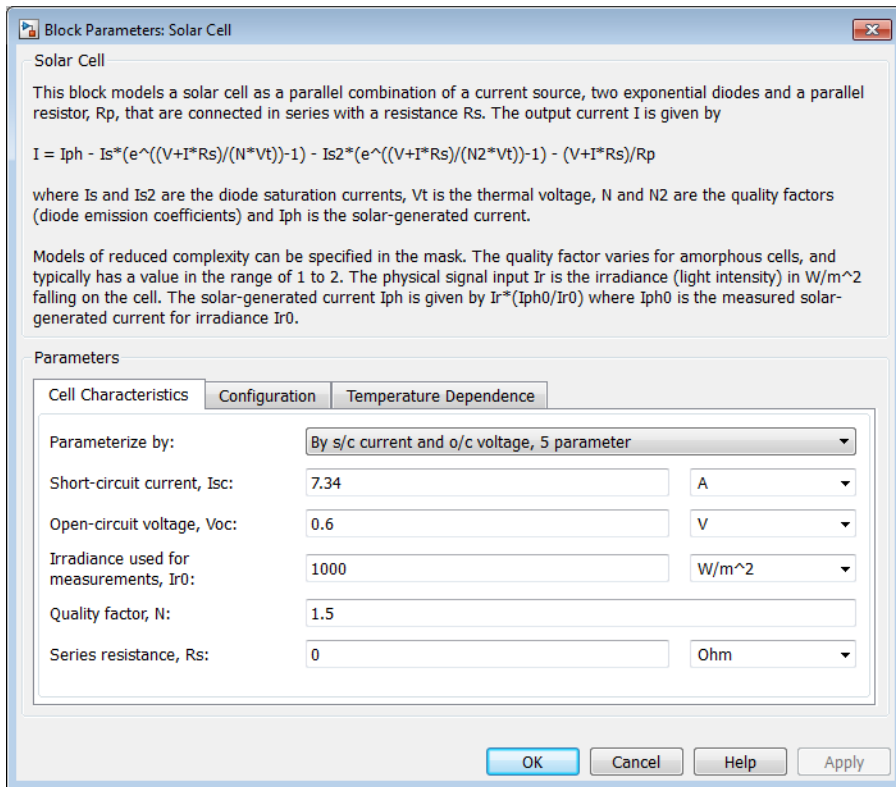 Block Parameters: Solar Cell
Solar Cell
This block models a solar cell as a parallel combination of a current source, two exponential diodes and a parallel
resistor, Rp, that are connected in series with a resistance Rs. The output current I is given by
I = Iph - Is*(e^((V+I*Rs)/(N*Vt))-1) - Is2*(e^((V+I*Rs)/(N2*Vt))-1) - (V+I*Rs)/Rp
where Is and Is2 are the diode saturation currents, Vt is the thermal voltage, N and N2 are the quality factors
(diode emission coefficients) and Iph is the solar-generated current.
Models of reduced complexity can be specified in the mask. The quality factor varies for amorphous cells, and
typically has a value in the range of 1 to 2. The physical signal input Ir is the irradiance (light intensity) in W/m^2
falling on the cell. The solar-generated current Iph is given by Ir*(Iph0/Ir0) where Iph0 is the measured solar-
generated current for irradiance Ir0.
Parameters
Cell Characteristics Configuration Temperature Dependence
Parameterize by: By s/c current and o/c voltage, 5 parameter
Short-circuit current, Isc: 7.34 A
Open-circuit voltage, Voc: 0.6 V
Irradiance used for
measurements, Ir0: 1000 W/m^2
Quality factor, N: 1.5
Series resistance, Rs: 0 Ohm
OK Cancel Help Apply